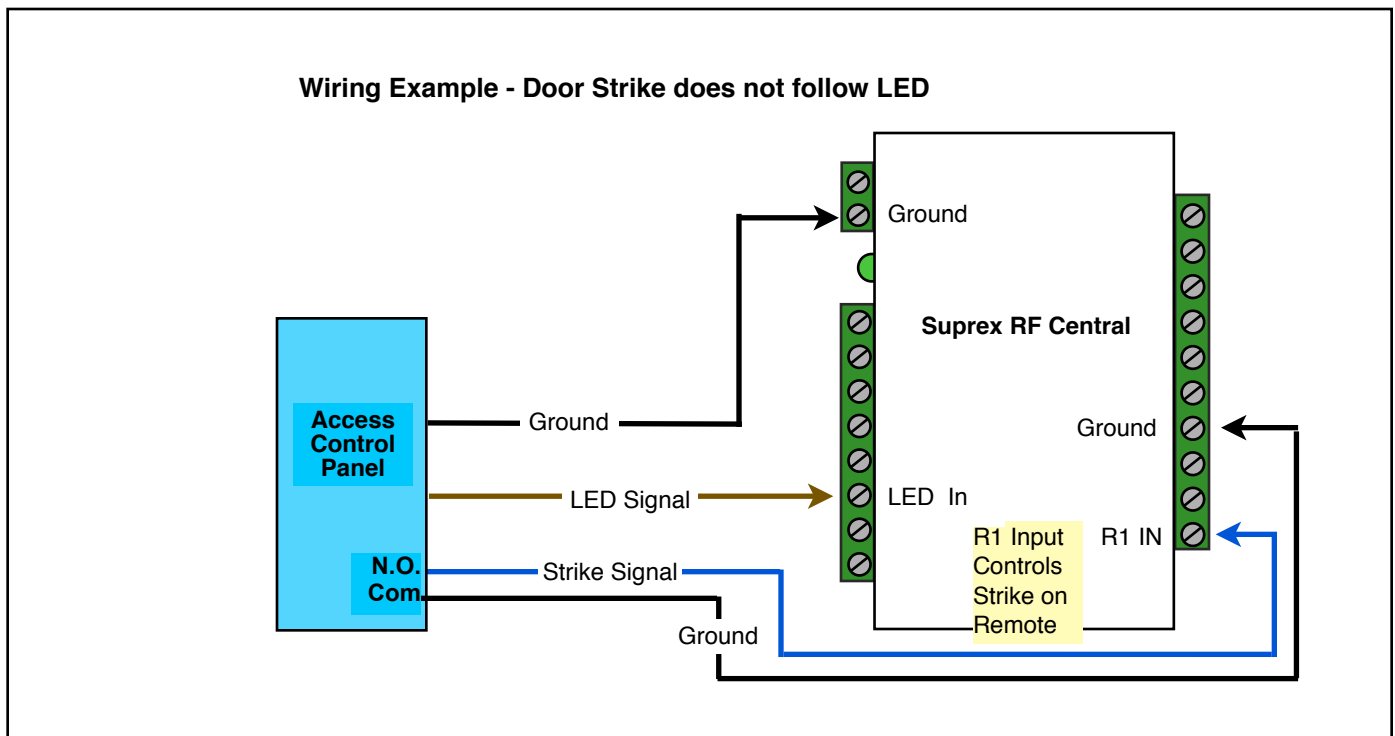 Wiring Example - Door Strike does not follow LED
Ground
Suprex RF Central
Access
Control
Panel
Ground
Ground
LED Signal
LED In
R1 Input
Controls
Strike on
Remote
R1 IN
N.O.
Com
Strike Signal
Ground